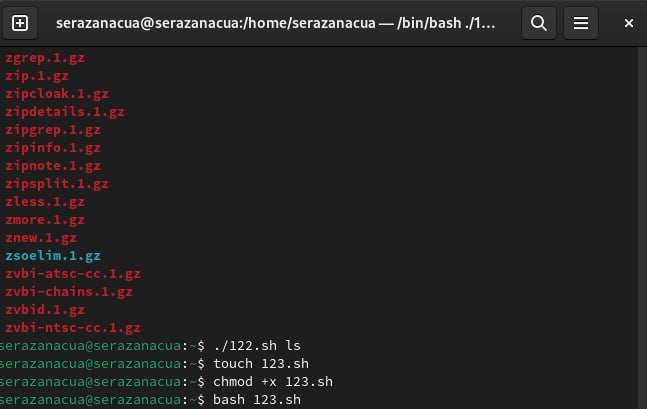 serazanacua@serazanacua:/home/serazanacua — /bin/bash ./1...
zgrep.1.gz
zip.1.gz
zipcloak.1.gz
zipdetails.1.gz
zipgrep.1.gz
zipinfo.1.gz
zipnote.1.gz
zipsplit.1.gz
zless.1.gz
zmore.1.gz
znew.1.gz
zsoelim.1.gz
zvbi-atsc-cc.1.gz
zvbi-chains.1.gz
zvbid.1.gz
zvbi-ntsc-cc.1.gz
serazanacua@serazanacua:~$ ./122.sh ls
serazanacua@serazanacua:~$ touch 123.sh
serazanacua@serazanacua:~$ chmod +x 123.sh
serazanacua@serazanacua:~$ bash 123.sh